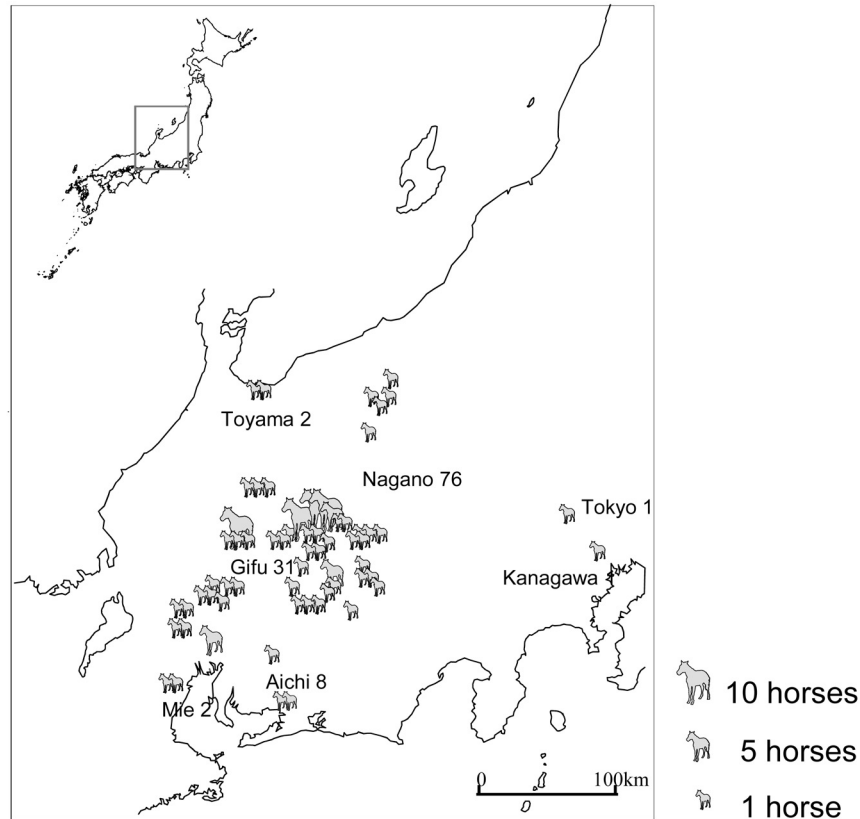 Toyama 2
Nagano 76
Tokyo 1
Gifu 31
Kanagawa
Aichi 8
Mie 2
10 horses
5 horses
1 horse
0 100km